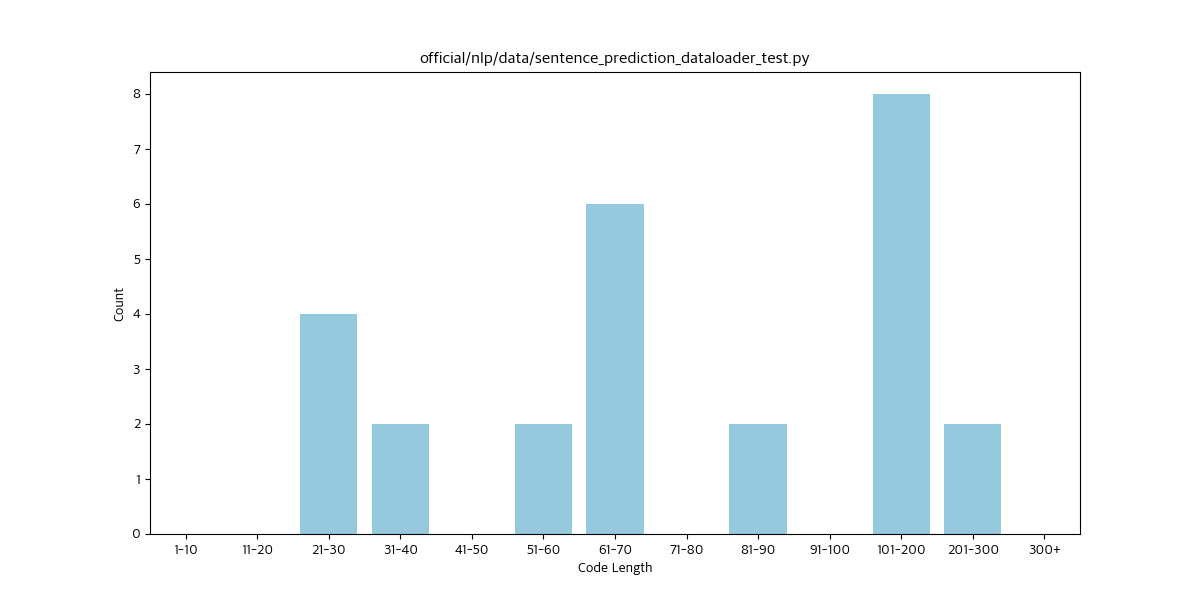 official/nlp/data/sentence_prediction_dataloader_test.py
8
7
6
5
4
3
2
1
0
Count
1-10 11-20 21-30 31-40 41-50 51-60 61-70 71-80 81-90 91-100 101-200 201-300 300+
Code Length